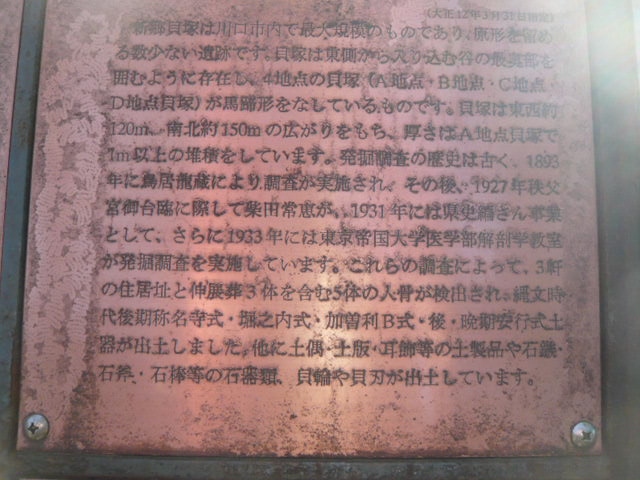 (大正12年3月31日指定)
新郷貝塚は川口市内で最大規模のものであり、原形を留め
る数少ない遺跡です。貝塚は東側から入り込む谷の最奥部を
囲むように存在し、4地点の貝塚（A地点・B地点・C地点・
D地点貝塚）が馬蹄形をなしているものです。貝塚は東西約
120m、南北約150mの広がりをもち、厚さはA地点貝塚で
1m以上の堆積をしています。発掘調査の歴史は古く、1893
年に鳥居龍蔵により調査が実施され、その後、1927年秩父
宮御台臨に際して柴田常恵が、1931年には県史編さん事業
として、さらに1933年には東京帝国大学医学部解剖学教室
が発掘調査を実施しています。これらの調査によって、3軒
の住居址と伸展葬3体を含む5体の人骨が検出され、縄文時
代後期称名寺式・堀之内式・加曽利B式・後・晩期安行式土
器が出土しました。他に土偶・土版・耳飾等の土製品や石鏃・
石斧・石棒等の石器類、貝輪や貝刃が出土しています。